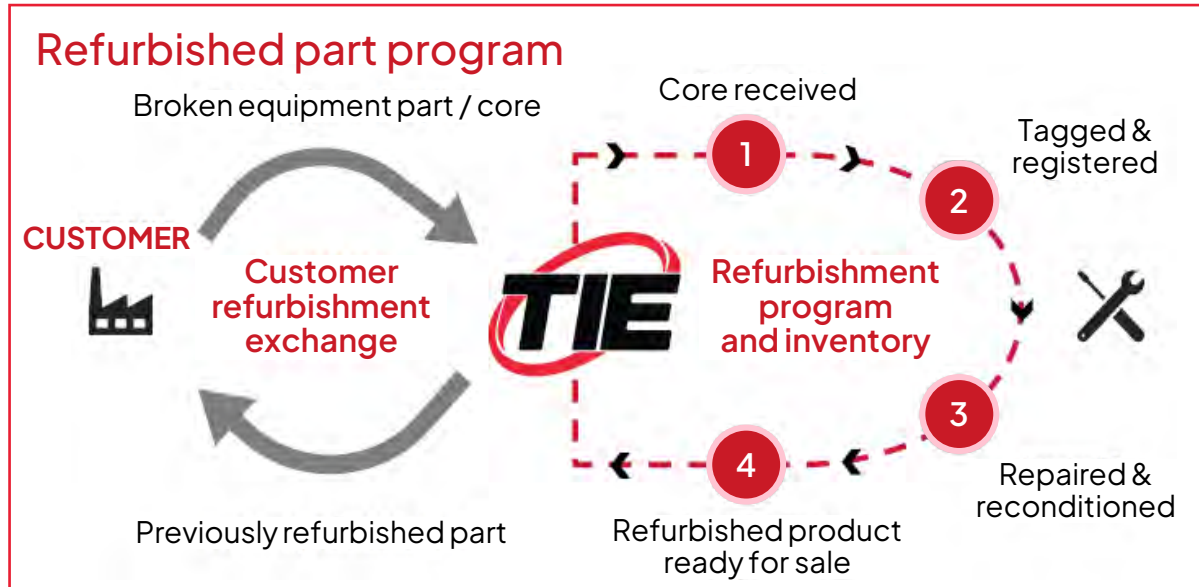 Refurbished part program
Broken equipment part / core
Core received
1
Tagged &
registered
2
CUSTOMER
Customer
refurbishment
exchange
TIE
Refurbishment
program
and inventory
3
4
Repaired &
reconditioned
Previously refurbished part
Refurbished product
ready for sale